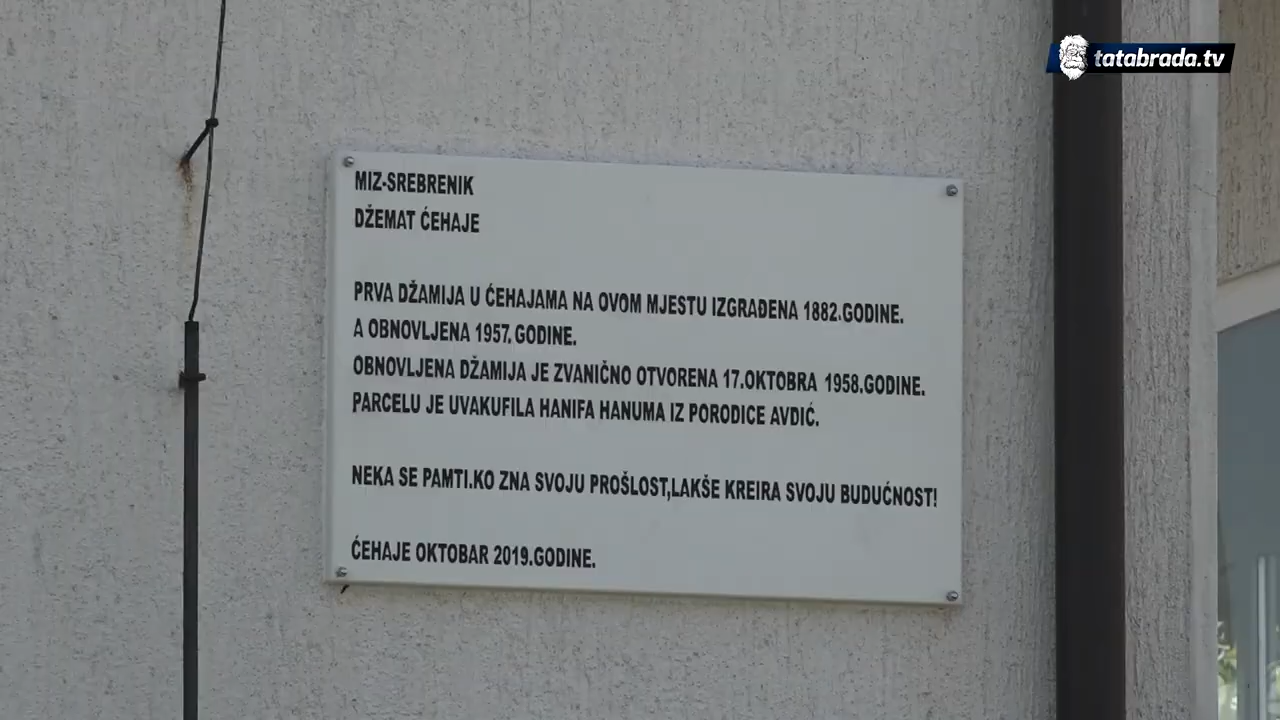 tatabrada.tv
MIZ-SREBRENIK
DŽEMAT ĆEHAJE
PRVA DŽAMIJA U ĆEHAJAMA NA OVOM MJESTU IZGRAĐENA 1882.GODINE.
A OBNOVLJENA 1957.GODINE.
OBNOVLJENA DŽAMIJA JE ZVANIČNO OTVORENA 17.OKTOBRA 1958.GODINE.
PARCELU JE UVAKUFILA HANIFA HANUMA IZ PORODICE AVDIĆ.
NEKA SE PAMTI.KO ZNA SVOJU PROŠLOST,LAKŠE KREIRA SVOJU BUDUĆNOST!
ĆEHAJE OKTOBAR 2019.GODINE.